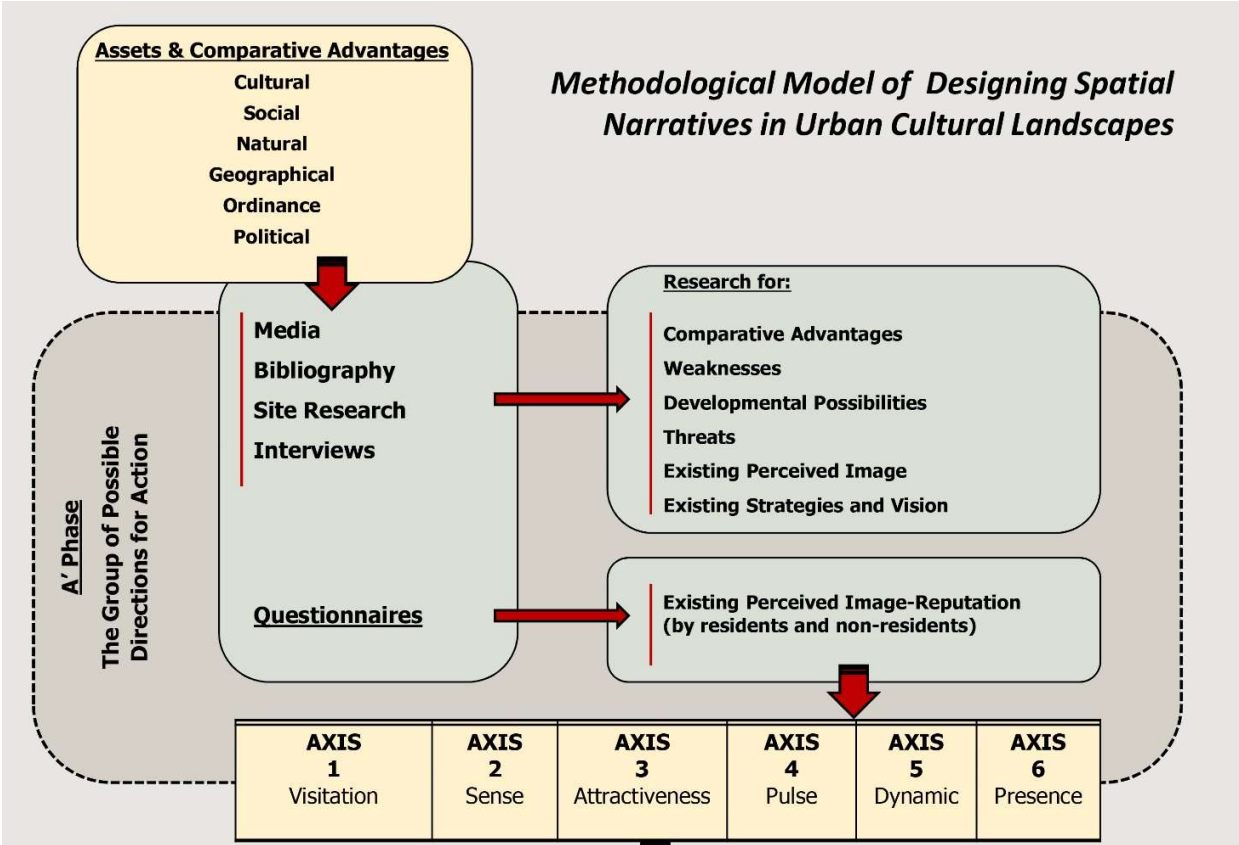 Methodological Model of Designing Spatial
Narratives in Urban Cultural Landscapes
Assets & Comparative Advantages
Cultural
Social
Natural
Geographical
Ordinance
Political
Media
Bibliography
Site Research
Interviews
Questionnaires
Research for:
Comparative Advantages
Weaknesses
Developmental Possibilities
Threats
Existing Perceived Image
Existing Strategies and Vision
Existing Perceived Image-Reputation
(by residents and non-residents)
A’ Phase
The Group of Possible
Directions for Action
AXIS
1
Visitation
AXIS
2
Sense
AXIS
3
Attractiveness
AXIS
4
Pulse
AXIS
5
Dynamic
AXIS
6
Presence